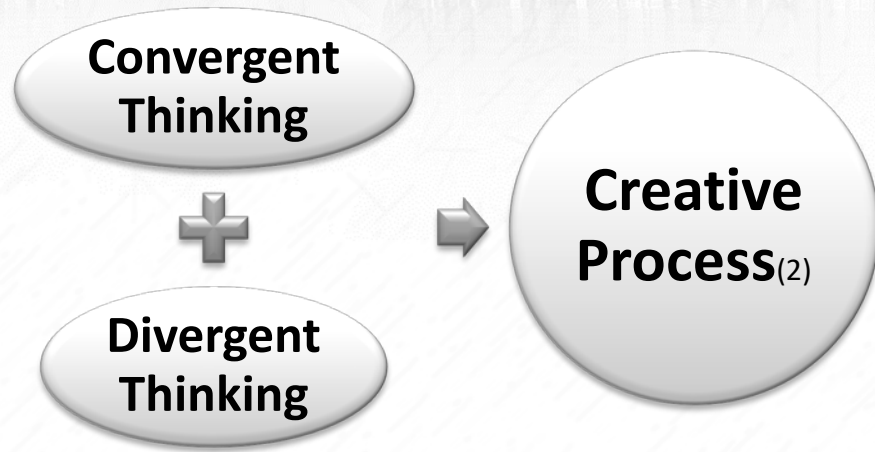 Convergent
Thinking
Divergent
Thinking
Creative
Process(2)